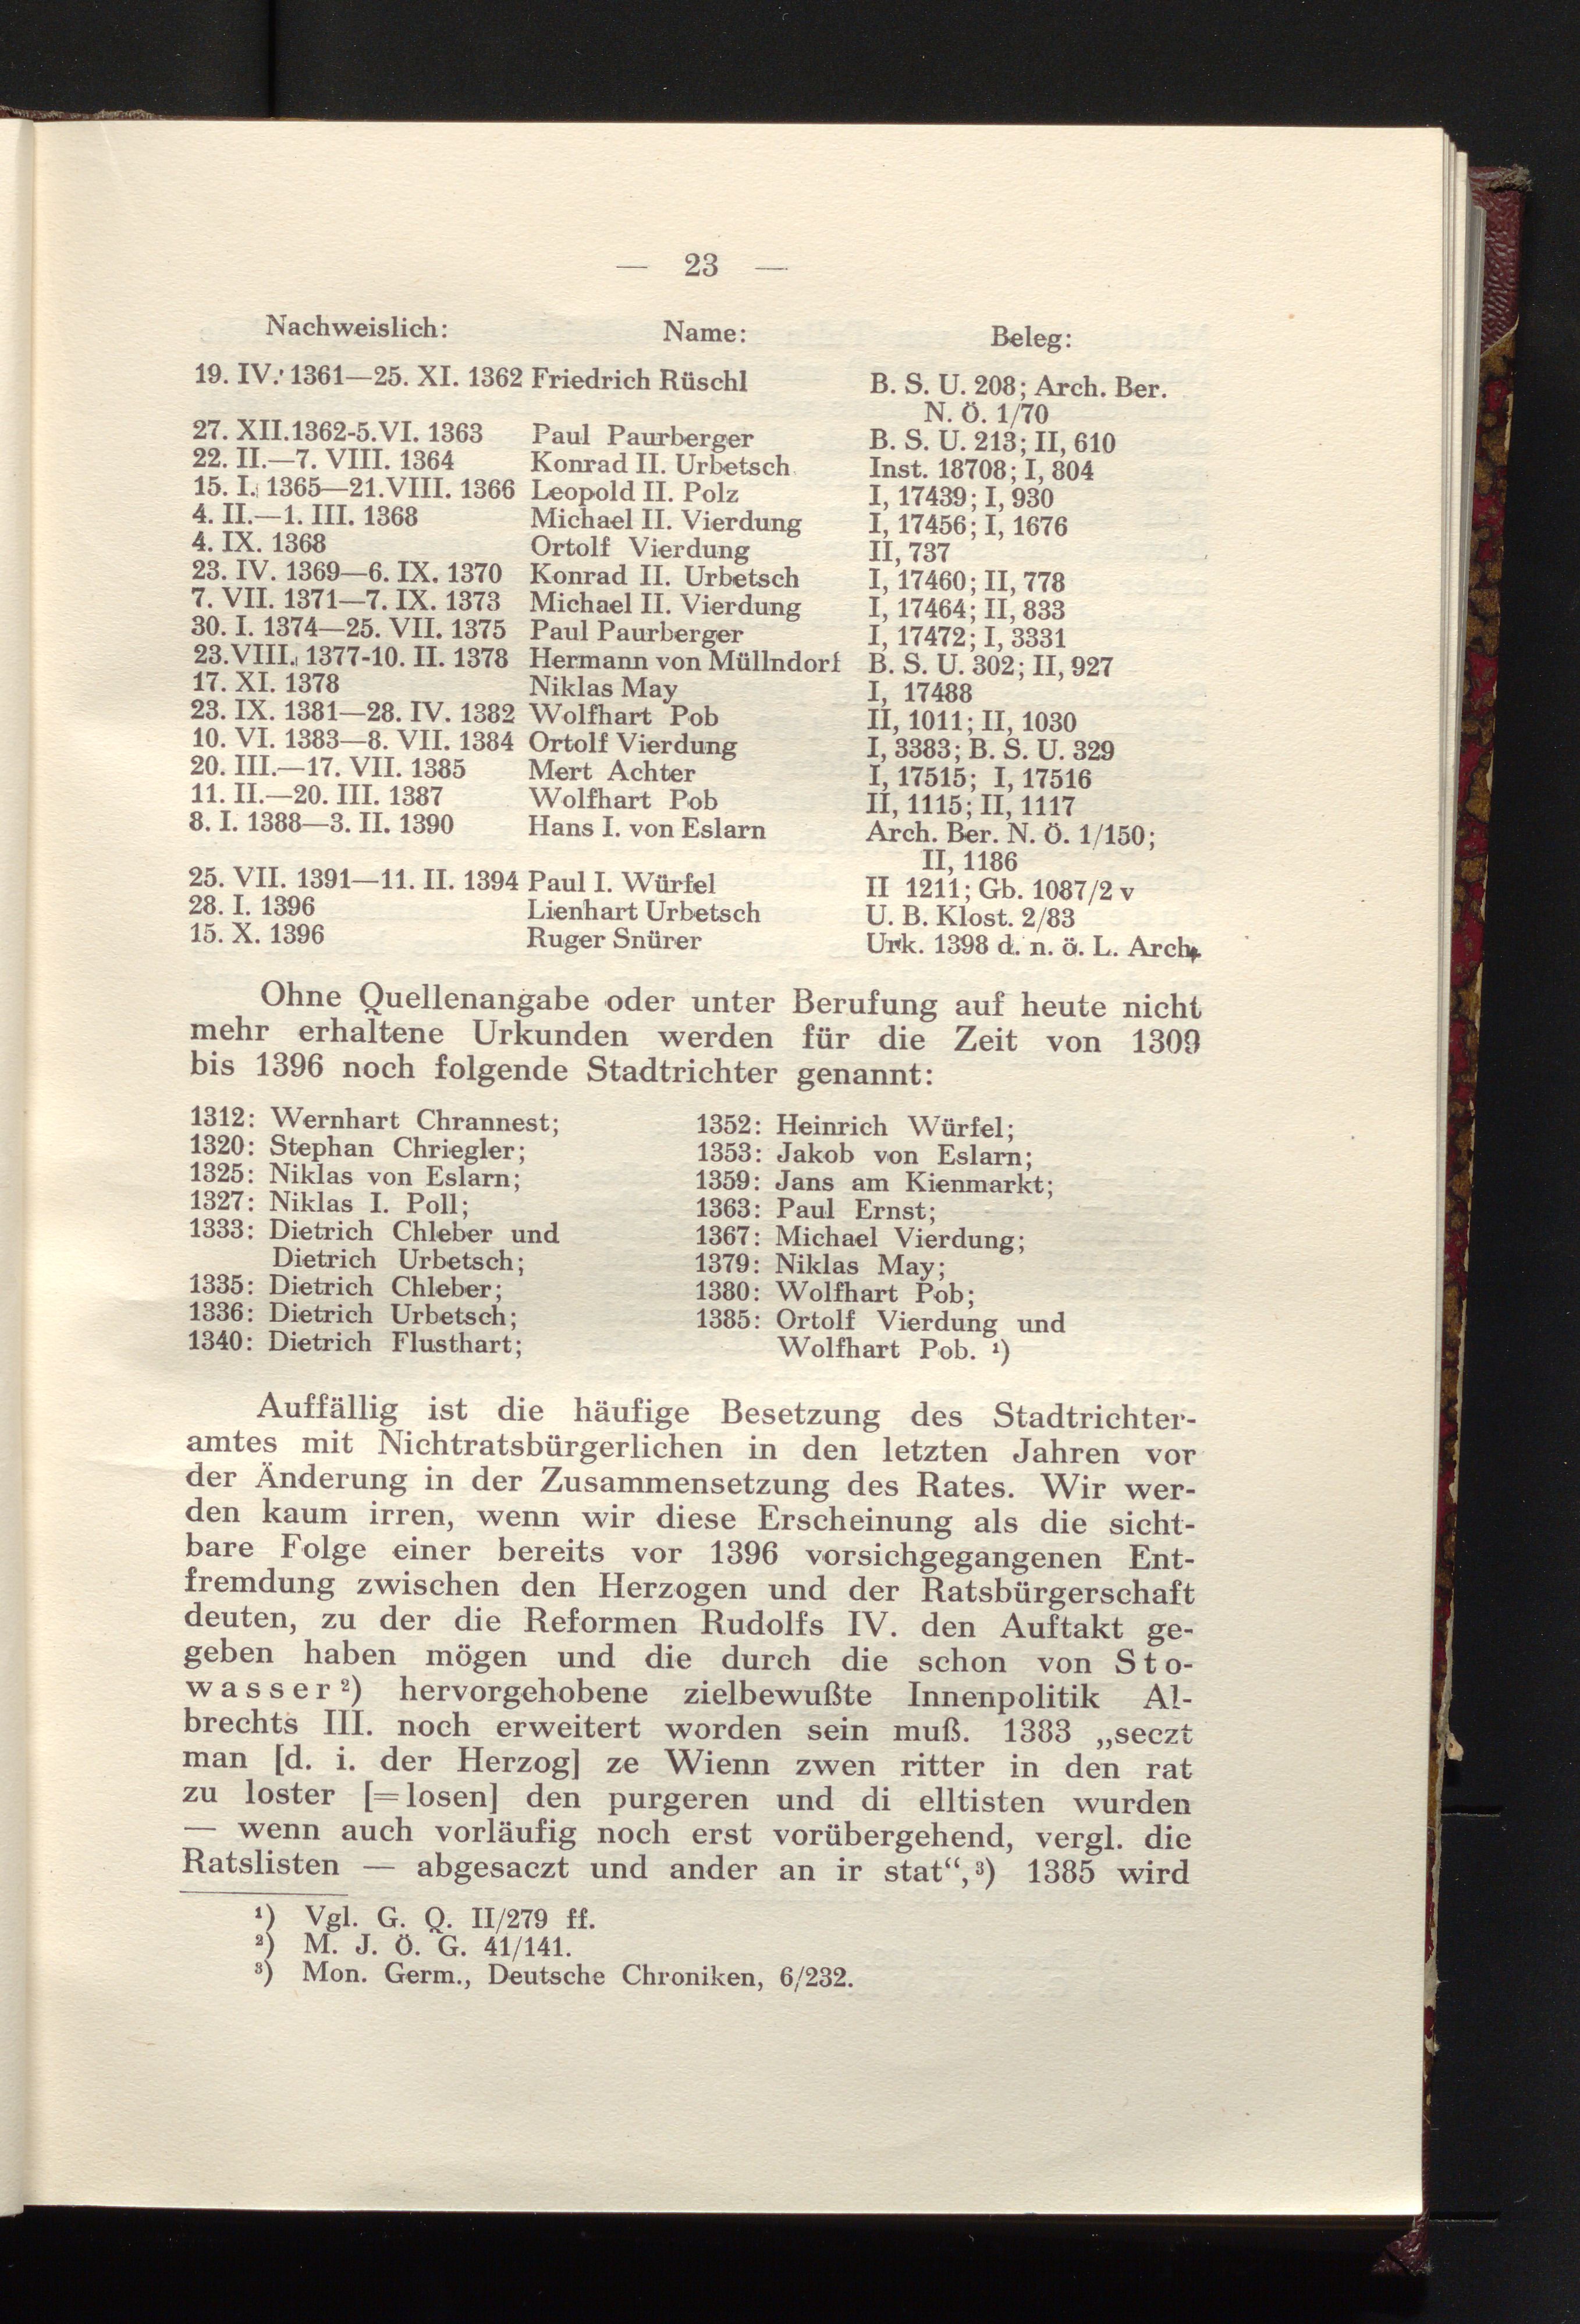 — 23 —
Nachweislich: Name: Beleg:
19. IV. 1361—25. XI. 1362 Friedrich Rüschl B. S. U. 208; Arch. Ber.
N. Ö. 1/70
27. XII.1362-5.VI. 1363 Paul Paurberger B. S. U. 213; II, 610
22. II.—7. VIII. 1364 Konrad II. Urbetsch Inst. 18708; I, 804
15. I. 1365—21.VIII. 1366 Leopold II. Polz I, 17439; I, 930
4. II.—1. III. 1368 Michael II. Vierdung I, 17456; I, 1676
4. IX. 1368 Ortolf Vierdung II, 737
23. IV. 1369—6. IX. 1370 Konrad II. Urbetsch I, 17460; II, 778
7. VII. 1371—7. IX. 1373 Michael II. Vierdung I, 17464; II, 833
30. I. 1374—25. VII. 1375 Paul Paurberger I, 17472; I, 3331
23.VIII. 1377-10. II. 1378 Hermann von Müllndorf B. S. U. 302; II, 927
17. XI. 1378 Niklas May I, 17488
23. IX. 1381—28. IV. 1382 Wolfhart Pob II, 1011; II, 1030
10. VI. 1383—8. VII. 1384 Ortolf Vierdung I, 3383; B. S. U. 329
20. III.—17. VII. 1385 Mert Achter I, 17515; I, 17516
11. II.—20. III. 1387 Wolfhart Pob II, 1115; II, 1117
8. I. 1388—3. II. 1390 Hans I. von Eslarn Arch. Ber. N. Ö. 1/150;
II, 1186
25. VII. 1391—11. II. 1394 Paul I. Würfel II 1211; Gb. 1087/2 v
28. I. 1396 Lienhart Urbetsch U. B. Klost. 2/83
15. X. 1396 Ruger Snürer Urk. 1398 d. n. ö. L. Arch.
Ohne Quellenangabe oder unter Berufung auf heute nicht
mehr erhaltene Urkunden werden für die Zeit von 1309
bis 1396 noch folgende Stadtrichter genannt:
1312: Wernhart Chrannest;
1320: Stephan Chriegler;
1325: Niklas von Eslarn;
1327: Niklas I. Poll;
1333: Dietrich Chleber und
Dietrich Urbetsch;
1335: Dietrich Chleber;
1336: Dietrich Urbetsch;
1340: Dietrich Flusthart;
1352: Heinrich Würfel;
1353: Jakob von Eslarn;
1359: Jans am Kienmarkt;
1363: Paul Ernst;
1367: Michael Vierdung;
1379: Niklas May;
1380: Wolfhart Pob;
1385: Ortolf Vierdung und
Wolfhart Pob. ¹)
Auffällig ist die häufige Besetzung des Stadtrichter-
amtes mit Nichtratsbürgerlichen in den letzten Jahren vor
der Änderung in der Zusammensetzung des Rates. Wir wer-
den kaum irren, wenn wir diese Erscheinung als die sicht-
bare Folge einer bereits vor 1396 vorsichgegangenen Ent-
fremdung zwischen den Herzogen und der Ratsbürgerschaft
deuten, zu der die Reformen Rudolfs IV. den Auftakt ge-
geben haben mögen und die durch die schon von Sto-
wasser ²) hervorgehobene zielbewußte Innenpolitik Al-
brechts III. noch erweitert worden sein muß. 1383 „seczt
man [d. i. der Herzog] ze Wienn zwen ritter in den rat
zu loster [=losen] den purgeren und di elltisten wurden
— wenn auch vorläufig noch erst vorübergehend, vergl. die
Ratslisten — abgesaczt und ander an ir stat“,³) 1385 wird
¹) Vgl. G. Q. II/279 ff.
²) M. J. Ö. G. 41/141.
³) Mon. Germ., Deutsche Chroniken, 6/232.